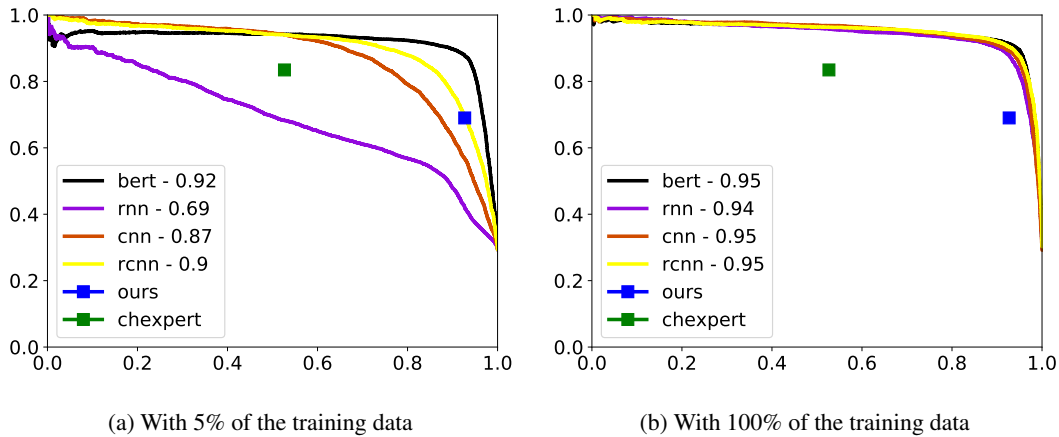 1.0
0.8
0.6
0.4
0.2
0.0
0.0 0.2 0.4 0.6 0.8 1.0
bert - 0.92
rnn - 0.69
cnn - 0.87
rcnn - 0.9
ours
chexpert
(a) With 5% of the training data
1.0
0.8
0.6
0.4
0.2
0.0
0.0 0.2 0.4 0.6 0.8 1.0
bert - 0.95
rnn - 0.94
cnn - 0.95
rcnn - 0.95
ours
chexpert
(b) With 100% of the training data